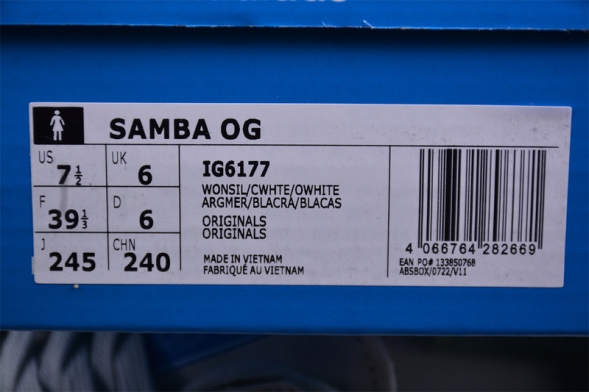 SAMBA OG
US 7½ UK 6
F 39⅓ D 6
J 245 CHN 240
IG6177
WONSIL/CWHTE/OWHITE
ARGMER/BLACRA/BLACAS
ORIGINALS
ORIGINALS
MADE IN VIETNAM
FABRIQUÉ AU VIETNAM
4 066764 282669
EAN PO# 133850768
ABSBOX/0722/V11